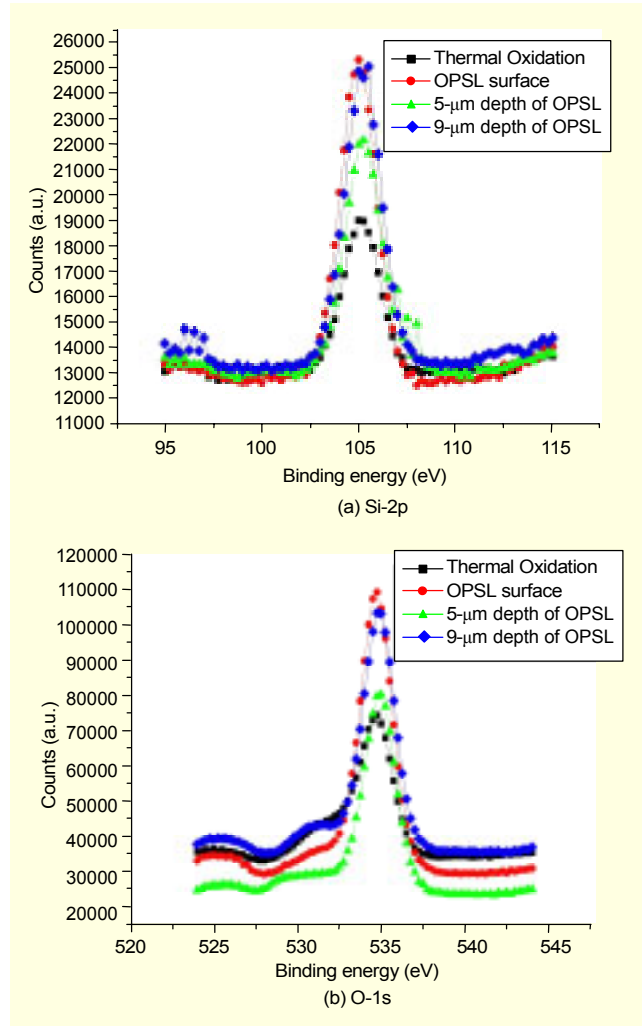 26000
25000
24000
23000
22000
21000
20000
19000
18000
17000
16000
15000
14000
13000
12000
11000
Counts (a.u.)
Thermal Oxidation
OPSL surface
5-μm depth of OPSL
9-μm depth of OPSL
95 100 105 110 115
Binding energy (eV)
(a) Si-2p
120000
110000
100000
90000
80000
70000
60000
50000
40000
30000
20000
Counts (a.u.)
Thermal Oxidation
OPSL surface
5-μm depth of OPSL
9-μm depth of OPSL
520 525 530 535 540 545
Binding energy (eV)
(b) O-1s